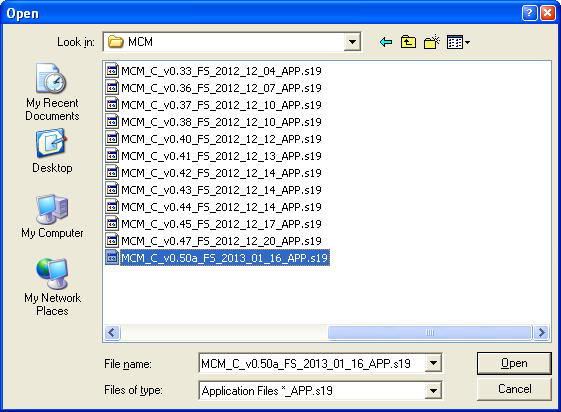 Open
Look in: MCM
My Recent
Documents
Desktop
My Computer
My Network
Places
MCM_C_v0.33_FS_2012_12_04_APP.s19
MCM_C_v0.36_FS_2012_12_07_APP.s19
MCM_C_v0.37_FS_2012_12_10_APP.s19
MCM_C_v0.38_FS_2012_12_10_APP.s19
MCM_C_v0.40_FS_2012_12_12_APP.s19
MCM_C_v0.41_FS_2012_12_13_APP.s19
MCM_C_v0.42_FS_2012_12_14_APP.s19
MCM_C_v0.43_FS_2012_12_14_APP.s19
MCM_C_v0.44_FS_2012_12_14_APP.s19
MCM_C_v0.45_FS_2012_12_17_APP.s19
MCM_C_v0.47_FS_2012_12_20_APP.s19
MCM_C_v0.50a_FS_2013_01_16_APP.s19
File name: MCM_C_v0.50a_FS_2013_01_16_APP.s19 Open
Files of type: Application Files *_APP.s19 Cancel